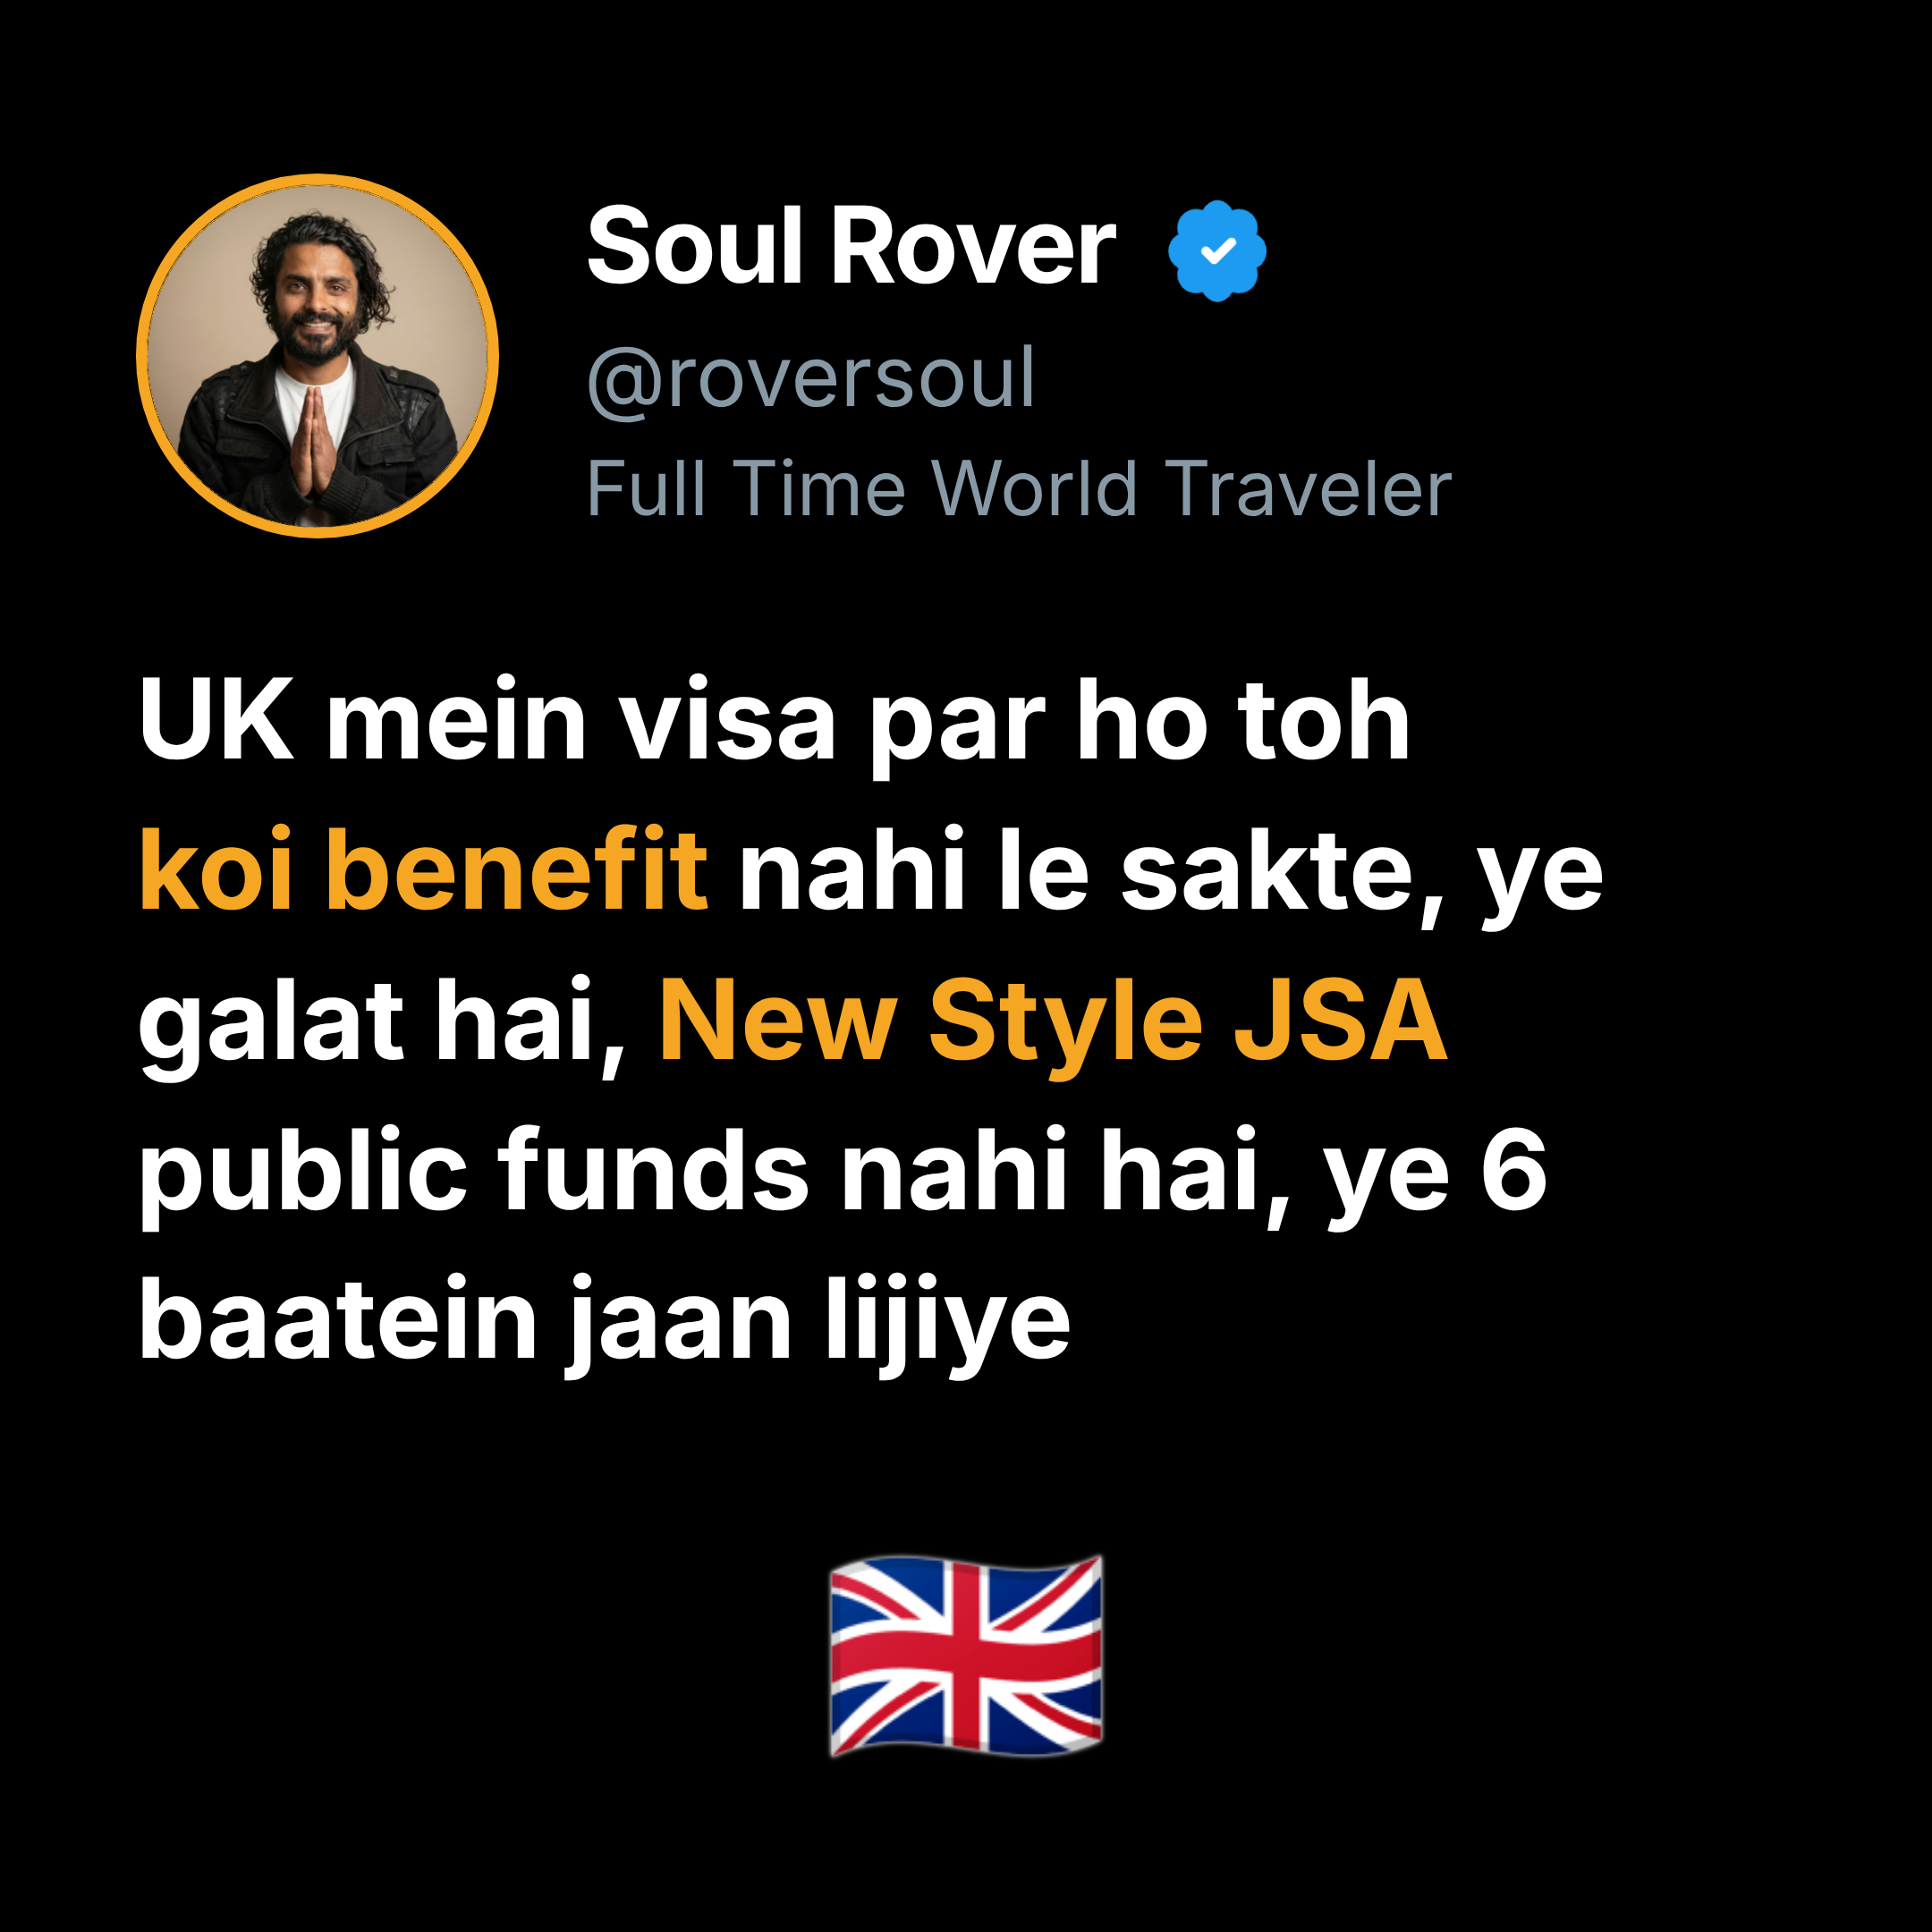 Soul Rover
@roversoul
Full Time World Traveler
UK mein visa par ho toh
koi benefit nahi le sakte, ye
galat hai, New Style JSA
public funds nahi hai, ye 6
baatein jaan lijiye